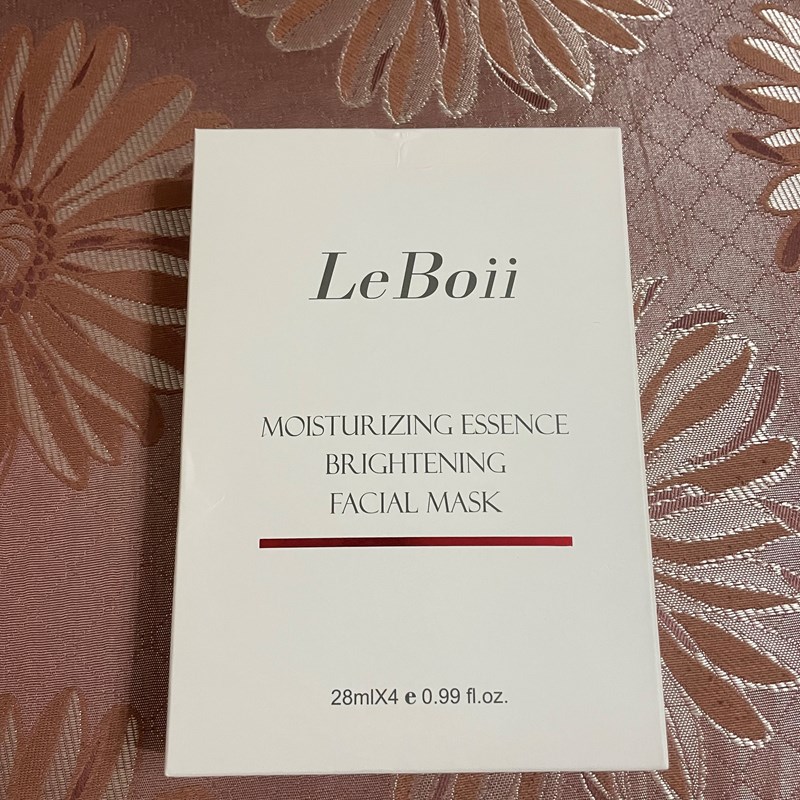 LeBoii
MOISTURIZING ESSENCE
BRIGHTENING
FACIAL MASK
28mlX4 e 0.99 fl.oz.